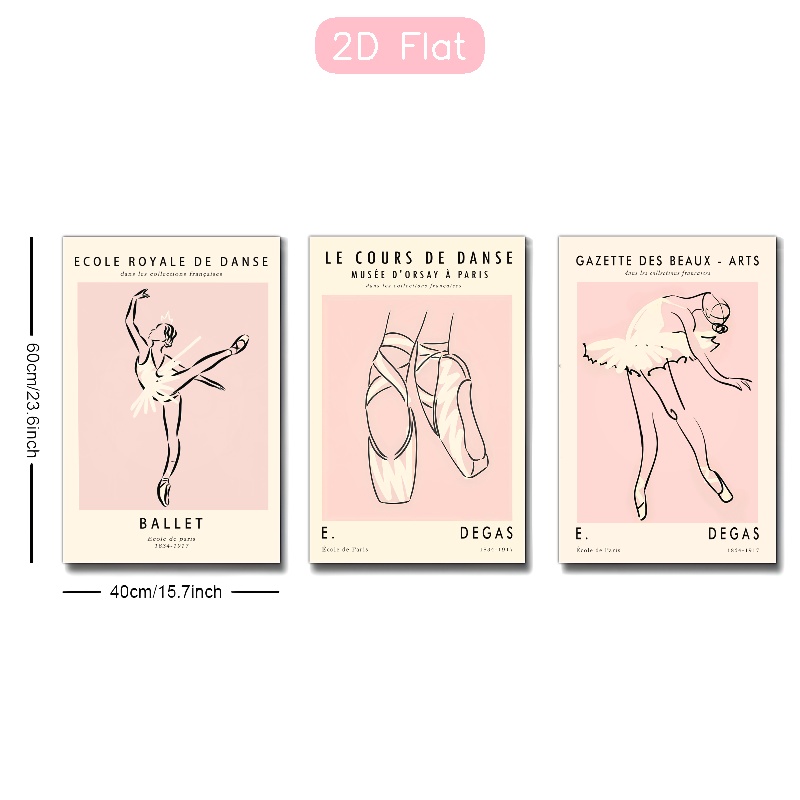 2D Flat
60cm/23.6inch
40cm/15.7inch
ECOLE ROYALE DE DANSE
dans les collections françaises
BALLET
Ecole de paris
1834-1917
LE COURS DE DANSE
MUSÉE D'ORSAY À PARIS
dans les collections françaises
E. DEGAS
Ecole de Paris 1834-1917
GAZETTE DES BEAUX - ARTS
dans les collections françaises
E. DEGAS
Ecole de Paris 1834-1917